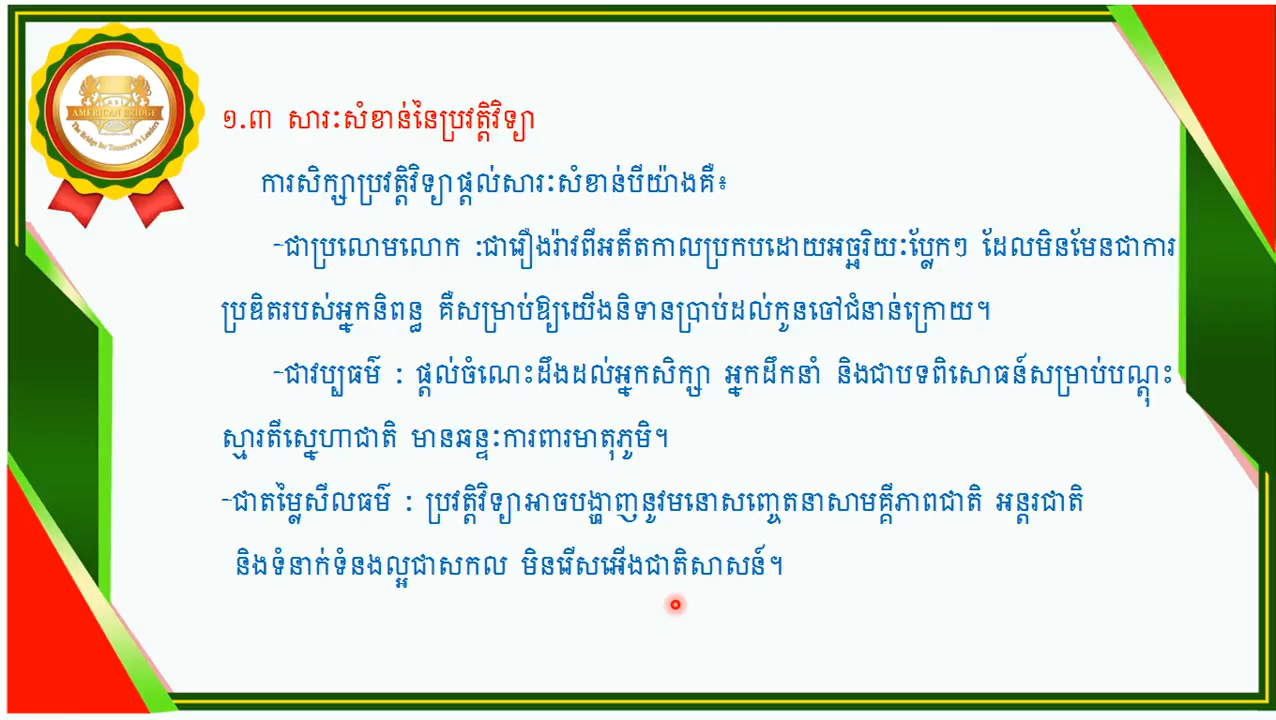 AMERICAN BRIDGE
The Bridge for Tomorrow's Leaders
១.៣ សារៈសំខាន់នៃប្រវត្តិវិទ្យា
ការសិក្សាប្រវត្តិវិទ្យាផ្តល់សារៈសំខាន់បីយ៉ាងគឺ៖
-ជាប្រលោមលោក :ជារឿងរ៉ាវពីអតីតកាលប្រកបដោយអច្ឆរិយៈប្លែកៗ ដែលមិនមែនជាការ
ប្រឌិតរបស់អ្នកនិពន្ធ គឺសម្រាប់ឱ្យយើងនិទានប្រាប់ដល់កូនចៅជំនាន់ក្រោយ។
-ជាវប្បធម៌ : ផ្តល់ចំណេះដឹងដល់អ្នកសិក្សា អ្នកដឹកនាំ និងជាបទពិសោធន៍សម្រាប់បណ្តុះ
ស្មារតីស្នេហាជាតិ មានឆន្ទៈការពារមាតុភូមិ។
-ជាតម្លៃសីលធម៌ : ប្រវត្តិវិទ្យាអាចបង្ហាញនូវមនោសញ្ចេតនាសាមគ្គីភាពជាតិ អន្តរជាតិ
និងទំនាក់ទំនងល្អជាសកល មិនរើសអើងជាតិសាសន៍។